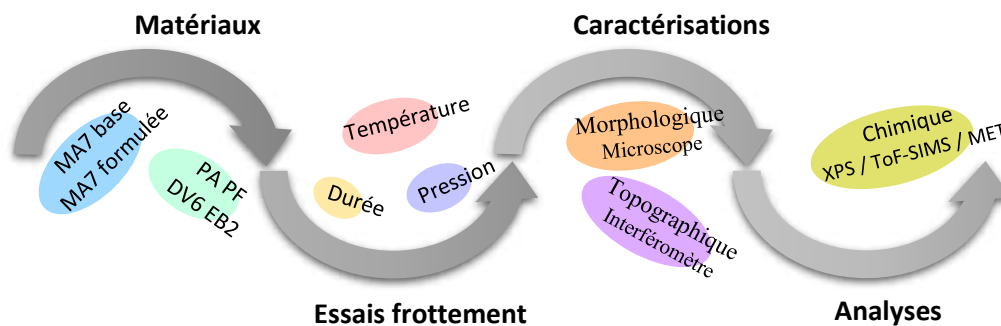 Matériaux
MA7 base
MA7 formulée
PA PF
DV6 EB2
Température
Durée
Pression
Essais frottement
Caractérisations
Morphologique
Microscope
Topographique
Interféromètre
Chimique
XPS / ToF-SIMS / MET
Analyses